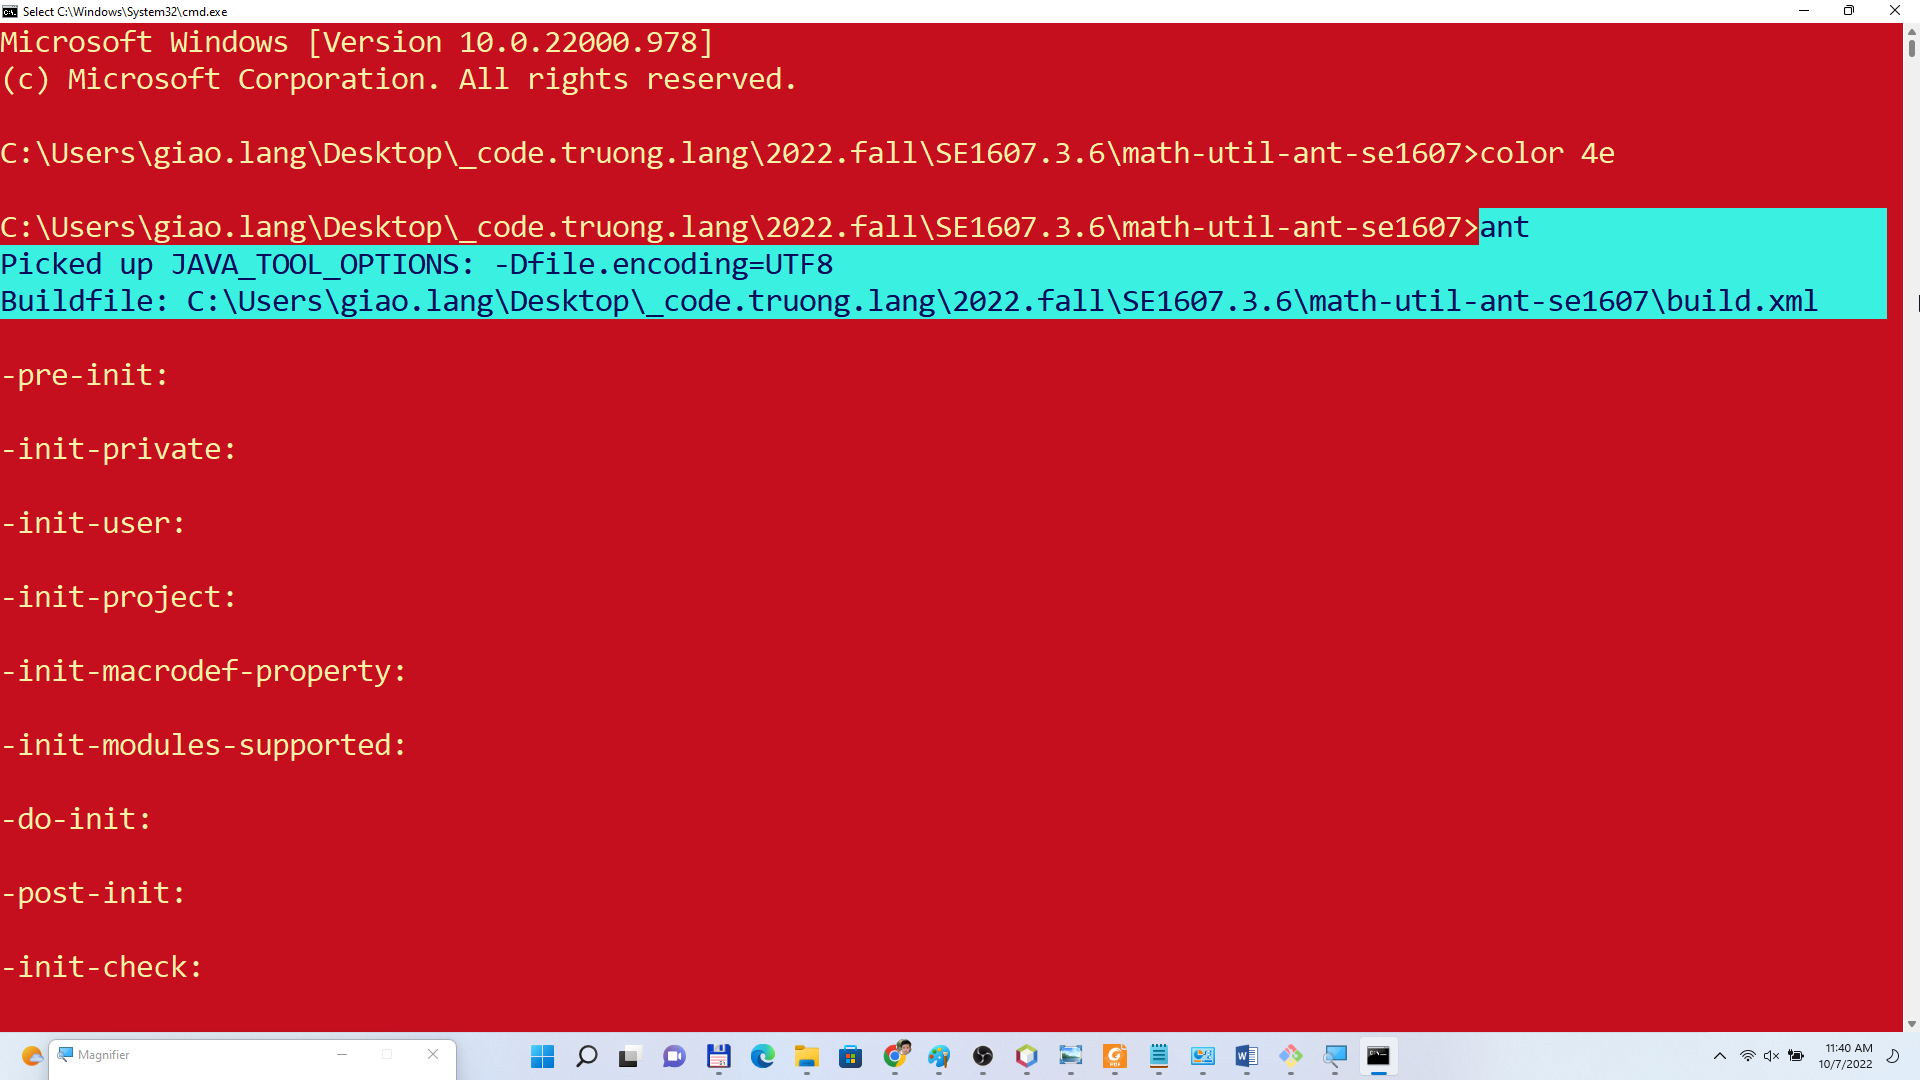 Select C:\Windows\System32\cmd.exe
Microsoft Windows [Version 10.0.22000.978]
(c) Microsoft Corporation. All rights reserved.
C:\Users\giao.lang\Desktop\_code.truong.lang\2022.fall\SE1607.3.6\math-util-ant-se1607>color 4e
C:\Users\giao.lang\Desktop\_code.truong.lang\2022.fall\SE1607.3.6\math-util-ant-se1607>ant
Picked up JAVA_TOOL_OPTIONS: -Dfile.encoding=UTF8
Buildfile: C:\Users\giao.lang\Desktop\_code.truong.lang\2022.fall\SE1607.3.6\math-util-ant-se1607\build.xml
-pre-init:
-init-private:
-init-user:
-init-project:
-init-macrodef-property:
-init-modules-supported:
-do-init:
-post-init:
-init-check:
Magnifier
11:40 AM
10/7/2022